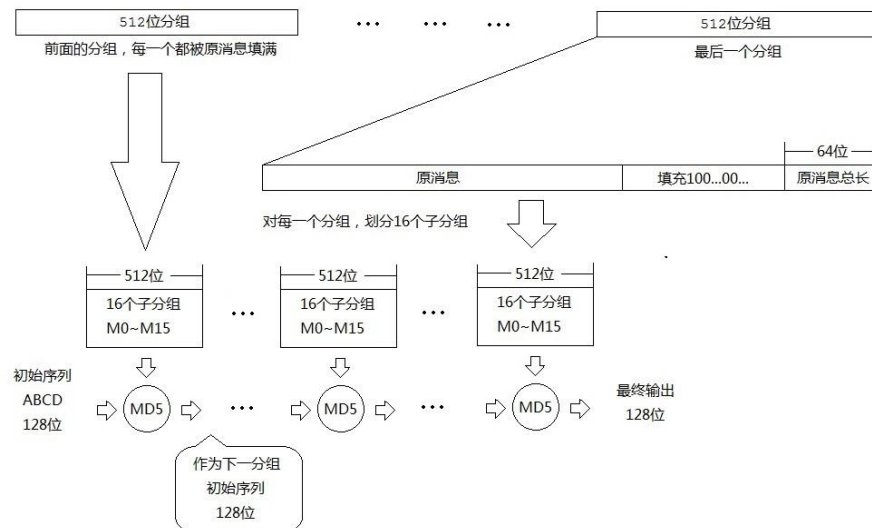 512位分组
... ... ...
512位分组
前面的分组，每一个都被原消息填满
最后一个分组
64位
原消息
填充100...00...
原消息总长
对每一个分组，划分16个子分组
512位
512位
512位
16个子分组
M0~M15
...
16个子分组
M0~M15
...
16个子分组
M0~M15
初始序列
ABCD
128位
MD5
...
MD5
...
MD5
最终输出
128位
作为下一分组
初始序列
128位